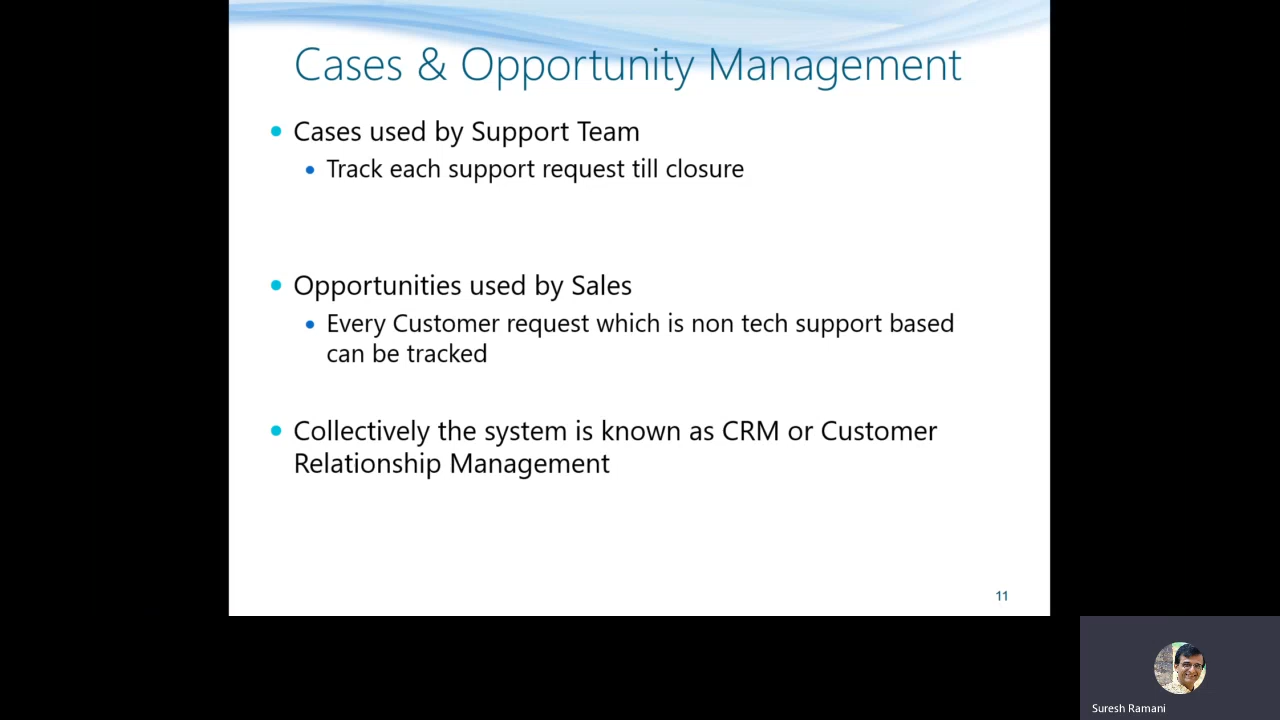 Cases & Opportunity Management
• Cases used by Support Team
• Track each support request till closure
• Opportunities used by Sales
• Every Customer request which is non tech support based
can be tracked
• Collectively the system is known as CRM or Customer
Relationship Management
11
Suresh Ramani